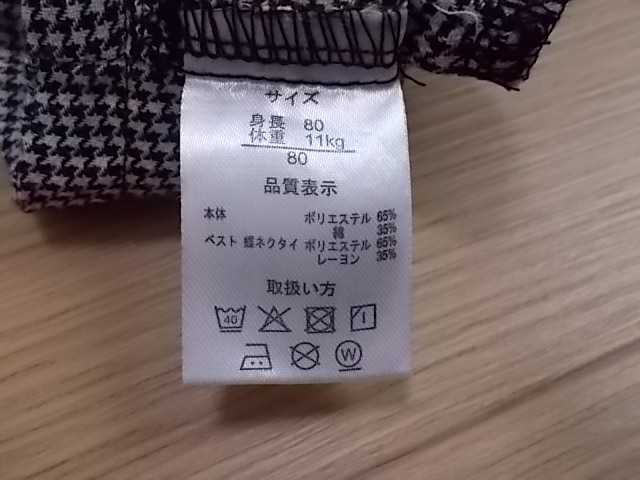 サイズ
身長 80
体重 11kg
80
品質表示
本体 ポリエステル 65%
綿 35%
ベスト 蝶ネクタイ ポリエステル 65%
レーヨン 35%
取扱い方
40
W